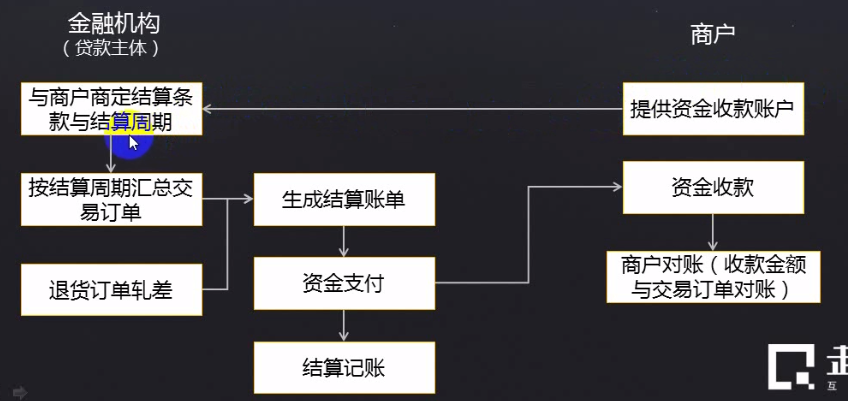 金融机构
（贷款主体）
商户
与商户商定结算条
款与结算周期
提供资金收款账户
按结算周期汇总交
易订单
生成结算账单
资金收款
退货订单轧差
资金支付
商户对账（收款金额
与交易订单对账）
结算记账
互